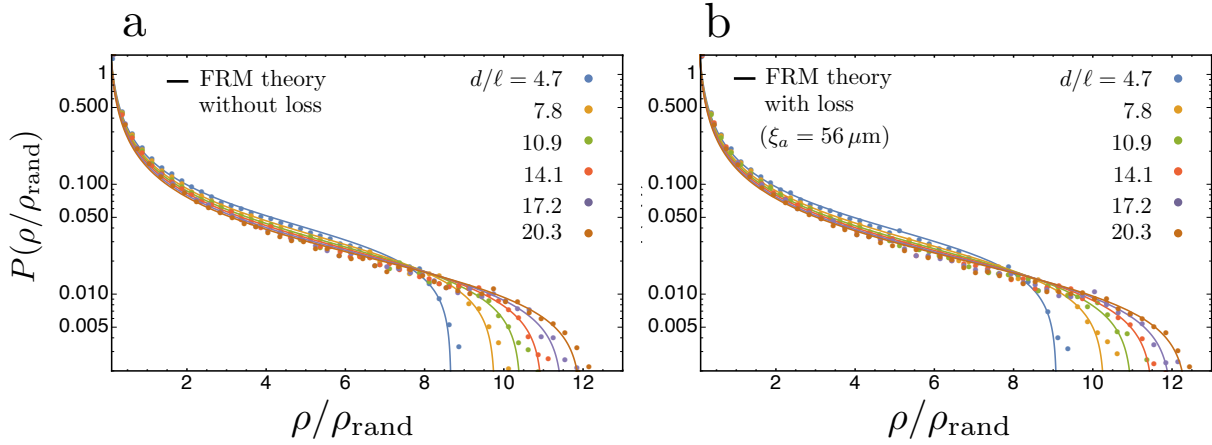 a
P(ρ/ρrand)
1
0.500
0.100
0.050
0.010
0.005
— FRM theory
without loss
d/ℓ = 4.7
7.8
10.9
14.1
17.2
20.3
2 4 6 8 10 12
ρ/ρrand
b
1
0.500
0.100
0.050
0.010
0.005
— FRM theory
with loss
(ξa = 56 μm)
d/ℓ = 4.7
7.8
10.9
14.1
17.2
20.3
2 4 6 8 10 12
ρ/ρrand